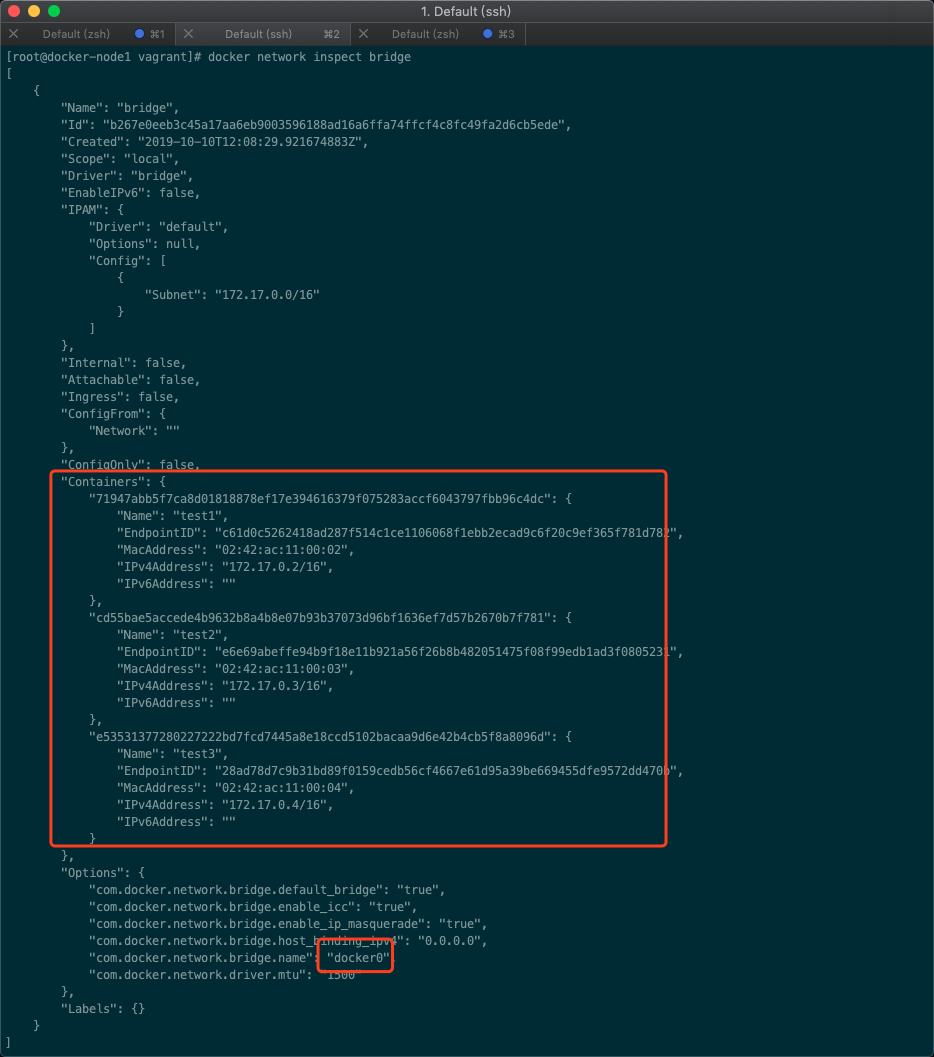 1. Default (ssh)
Default (zsh) ⌘1 Default (ssh) ⌘2 Default (zsh) ⌘3
[root@docker-node1 vagrant]# docker network inspect bridge
[
    {
        "Name": "bridge",
        "Id": "b267e0eeb3c45a17aa6eb9003596188ad16a6ffa74ffcf4c8fc49fa2d6cb5ede",
        "Created": "2019-10-10T12:08:29.921674883Z",
        "Scope": "local",
        "Driver": "bridge",
        "EnableIPv6": false,
        "IPAM": {
            "Driver": "default",
            "Options": null,
            "Config": [
                {
                    "Subnet": "172.17.0.0/16"
                }
            ]
        },
        "Internal": false,
        "Attachable": false,
        "Ingress": false,
        "ConfigFrom": {
            "Network": ""
        },
        "ConfigOnly": false,
        "Containers": {
            "71947abb5f7ca8d01818878ef17e394616379f075283accf6043797fbb96c4dc": {
                "Name": "test1",
                "EndpointID": "c61d0c5262418ad287f514c1ce1106068f1ebb2ecad9c6f20c9ef365f781d782",
                "MacAddress": "02:42:ac:11:00:02",
                "IPv4Address": "172.17.0.2/16",
                "IPv6Address": ""
            },
            "cd55bae5accede4b9632b8a4b8e07b93b37073d96bf1636ef7d57b2670b7f781": {
                "Name": "test2",
                "EndpointID": "e6e69abeffe94b9f18e11b921a56f26b8b482051475f08f99edb1ad3f0805231",
                "MacAddress": "02:42:ac:11:00:03",
                "IPv4Address": "172.17.0.3/16",
                "IPv6Address": ""
            },
            "e53531377280227222bd7fcd7445a8e18ccd5102bacaa9d6e42b4cb5f8a8096d": {
                "Name": "test3",
                "EndpointID": "28ad78d7c9b31bd89f0159cedb56cf4667e61d95a39be669455dfe9572dd470b",
                "MacAddress": "02:42:ac:11:00:04",
                "IPv4Address": "172.17.0.4/16",
                "IPv6Address": ""
            }
        },
        "Options": {
            "com.docker.network.bridge.default_bridge": "true",
            "com.docker.network.bridge.enable_icc": "true",
            "com.docker.network.bridge.enable_ip_masquerade": "true",
            "com.docker.network.bridge.host_binding_ipv4": "0.0.0.0",
            "com.docker.network.bridge.name": "docker0",
            "com.docker.network.driver.mtu": "1500"
        },
        "Labels": {}
    }
]